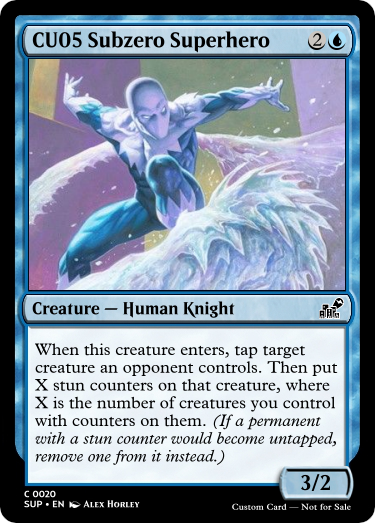 CU05 Subzero Superhero 2
Creature — Human Knight
When this creature enters, tap target
creature an opponent controls. Then put
X stun counters on that creature, where
X is the number of creatures you control
with counters on them. (If a permanent
with a stun counter would become untapped,
remove one from it instead.)
3/2
C 0020
SUP • EN Alex Horley
Custom Card — Not for Sale